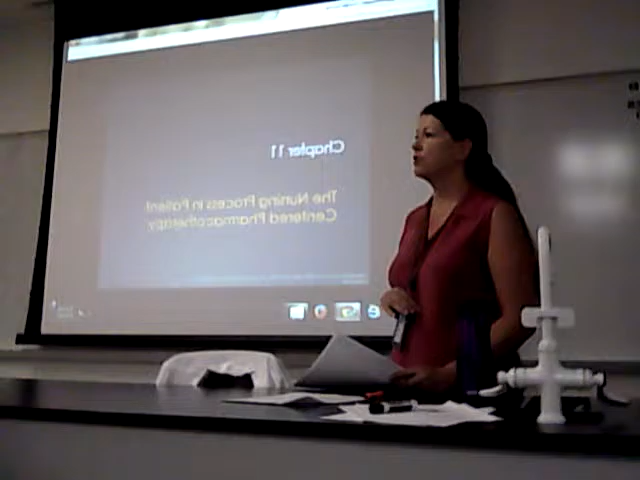 Chapter 11
The Nursing Process in Patient
Centered Pharmacotherapy